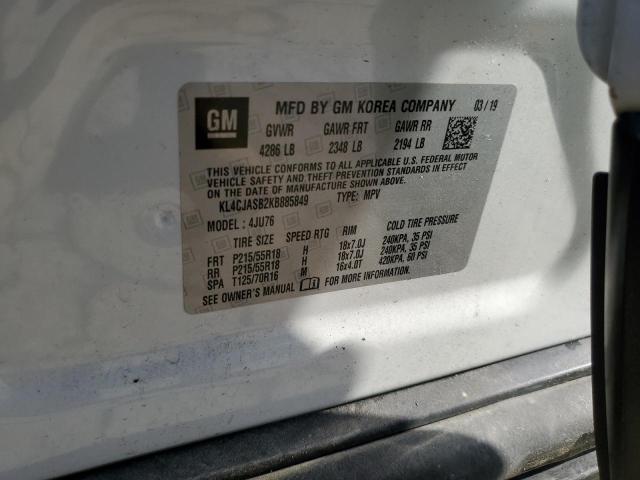 GM
MFD BY GM KOREA COMPANY 03/19
GVWR GAWR FRT GAWR RR
4286 LB 2348 LB 2194 LB
THIS VEHICLE CONFORMS TO ALL APPLICABLE U.S. FEDERAL MOTOR
VEHICLE SAFETY AND THEFT PREVENTION STANDARDS IN EFFECT
ON THE DATE OF MANUFACTURE SHOWN ABOVE.
KL4CJASB2KB885849 TYPE: MPV
MODEL: 4JU76
TIRE SIZE SPEED RTG RIM COLD TIRE PRESSURE
FRT P215/55R18 H 18x7.0J 240KPA, 35 PSI
RR P215/55R18 H 18x7.0J 240KPA, 35 PSI
SPA T125/70R16 M 16x4.0T 420KPA, 60 PSI
SEE OWNER'S MANUAL FOR MORE INFORMATION